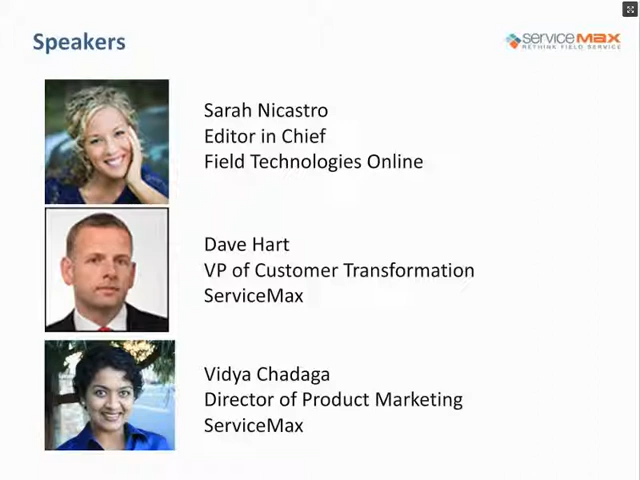 Speakers
serviceMAX
RETHINK FIELD SERVICE
Sarah Nicastro
Editor in Chief
Field Technologies Online
Dave Hart
VP of Customer Transformation
ServiceMax
Vidya Chadaga
Director of Product Marketing
ServiceMax